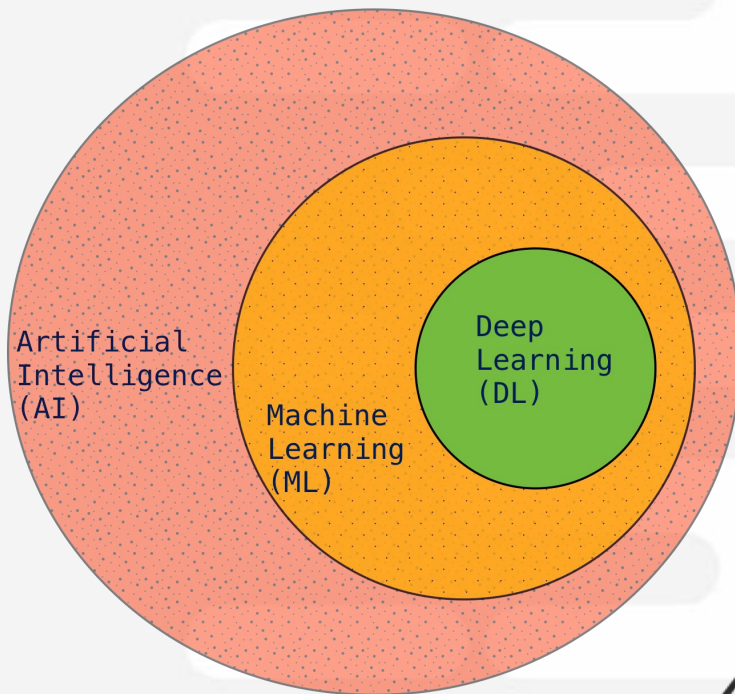 Artificial
Intelligence
(AI)
Machine
Learning
(ML)
Deep
Learning
(DL)